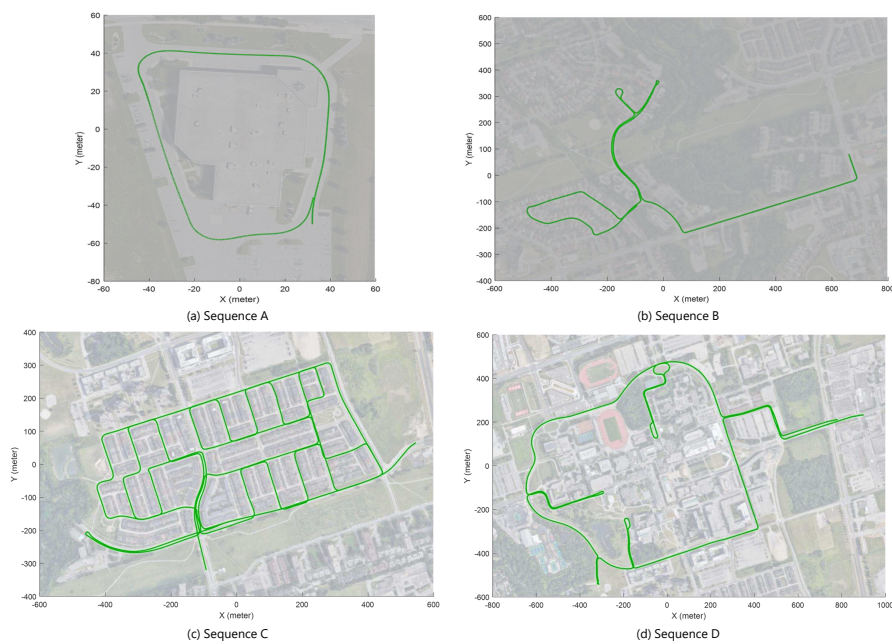 60
40
20
0
-20
-40
-60
-80
Y (meter)
-60 -40 -20 0 20 40 60
X (meter)
(a) Sequence A
600
500
400
300
200
100
0
-100
-200
-300
-400
Y (meter)
-600 -400 -200 0 200 400 600 800
X (meter)
(b) Sequence B
400
300
200
100
0
-100
-200
-300
-400
Y (meter)
-600 -400 -200 0 200 400 600
X (meter)
(c) Sequence C
600
400
200
0
-200
-400
-600
Y (meter)
-800 -600 -400 -200 0 200 400 600 800 1000
X (meter)
(d) Sequence D